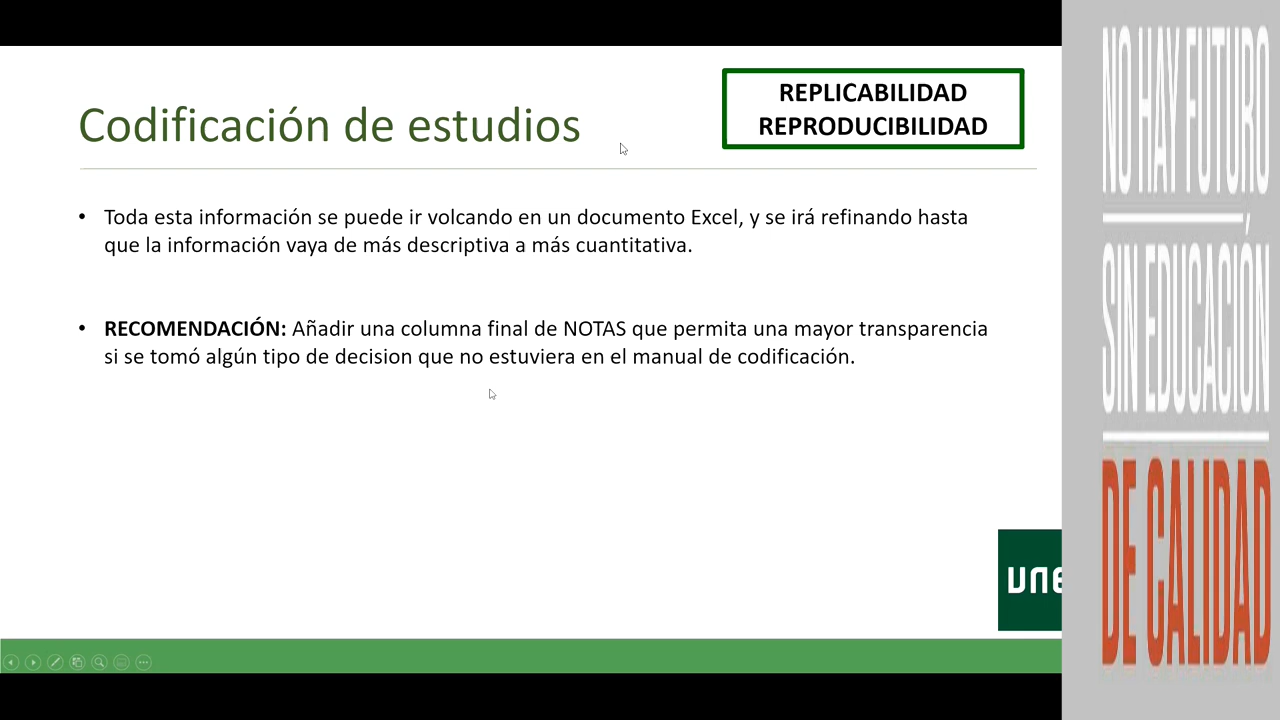 Codificación de estudios
REPLICABILIDAD
REPRODUCIBILIDAD
• Toda esta información se puede ir volcando en un documento Excel, y se irá refinando hasta
que la información vaya de más descriptiva a más cuantitativa.
• RECOMENDACIÓN: Añadir una columna final de NOTAS que permita una mayor transparencia
si se tomó algún tipo de decision que no estuviera en el manual de codificación.
NO HAY FUTURO
SIN EDUCACIÓN
DE CALIDAD